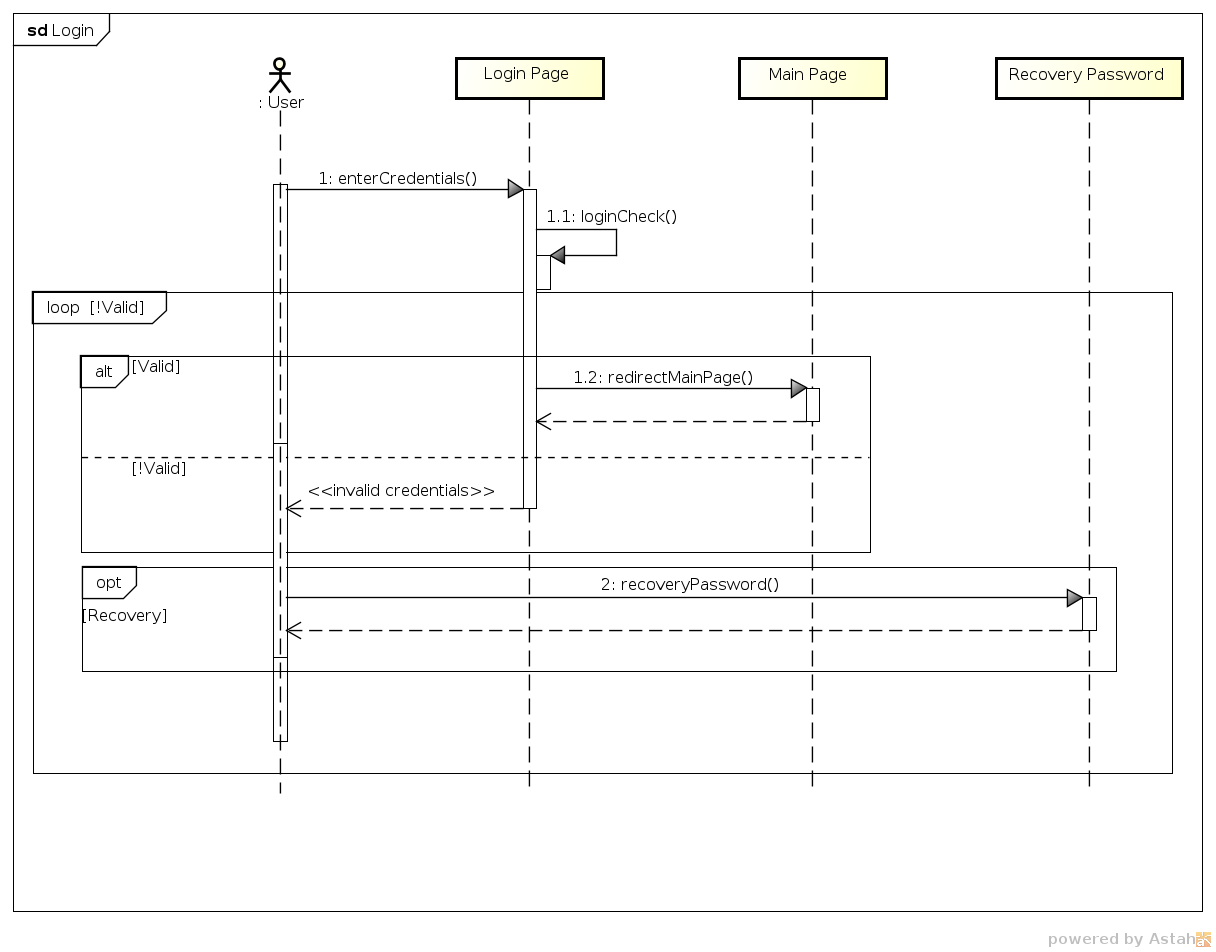 sd Login
: User
Login Page
Main Page
Recovery Password
1: enterCredentials()
1.1: loginCheck()
loop [!Valid]
alt
[Valid]
1.2: redirectMainPage()
[!Valid]
<<invalid credentials>>
opt
2: recoveryPassword()
[Recovery]
powered by Astah